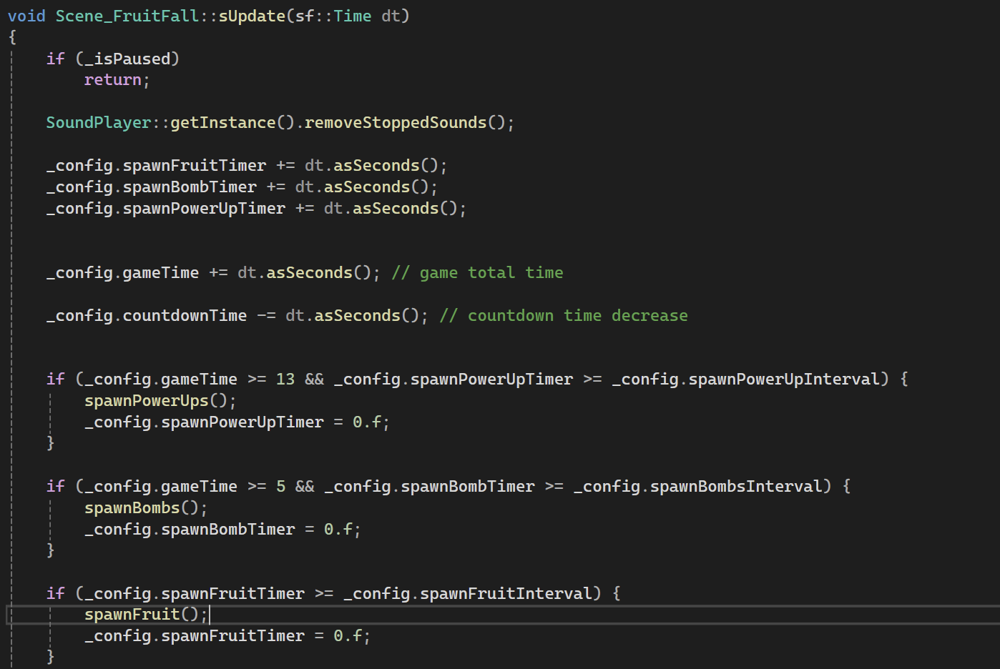 void Scene_FruitFall::sUpdate(sf::Time dt)
{
    if (_isPaused)
        return;
    SoundPlayer::getInstance().removeStoppedSounds();
    _config.spawnFruitTimer += dt.asSeconds();
    _config.spawnBombTimer += dt.asSeconds();
    _config.spawnPowerUpTimer += dt.asSeconds();
    _config.gameTime += dt.asSeconds(); // game total time
    _config.countdownTime -= dt.asSeconds(); // countdown time decrease
    if (_config.gameTime >= 13 && _config.spawnPowerUpTimer >= _config.spawnPowerUpInterval) {
        spawnPowerUps();
        _config.spawnPowerUpTimer = 0.f;
    }
    if (_config.gameTime >= 5 && _config.spawnBombTimer >= _config.spawnBombsInterval) {
        spawnBombs();
        _config.spawnBombTimer = 0.f;
    }
    if (_config.spawnFruitTimer >= _config.spawnFruitInterval) {
        spawnFruit();
        _config.spawnFruitTimer = 0.f;
    }